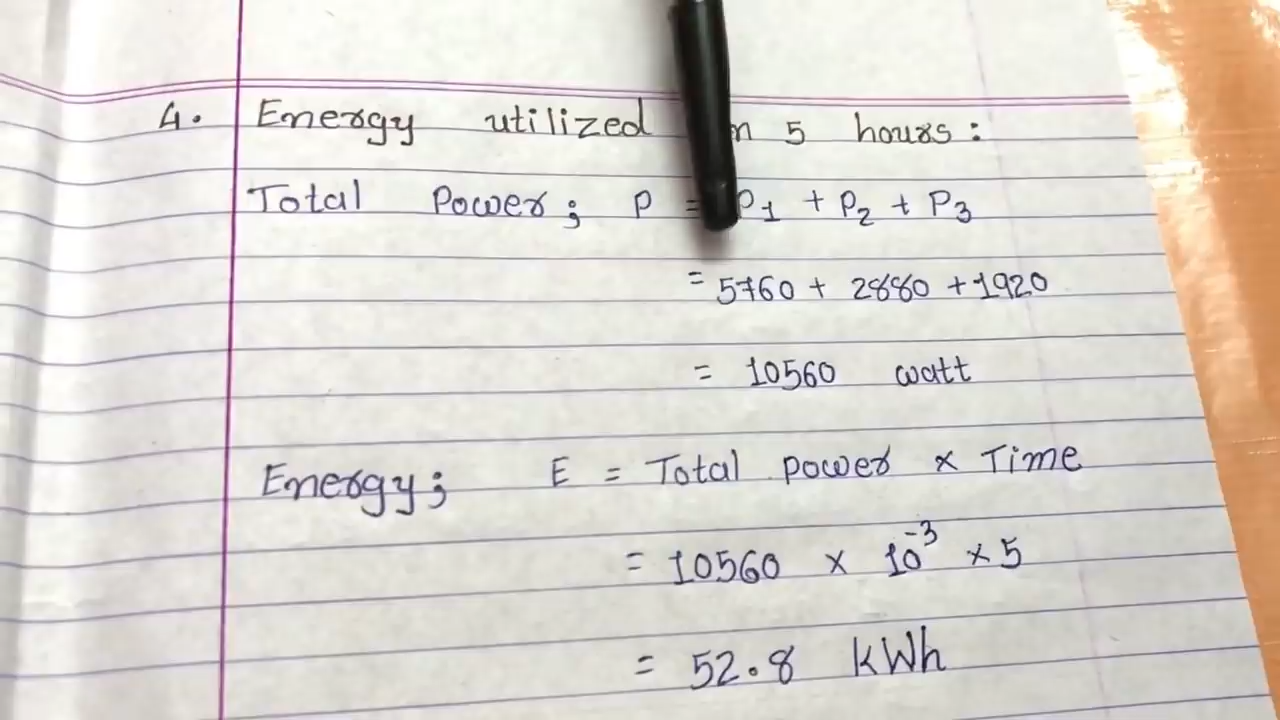 4. Energy utilized n 5 hours:
Total Power; P = P1 + P2 + P3
= 5760 + 2880 + 1920
= 10560 watt
Energy; E = Total power × Time
= 10560 × 10⁻³ × 5
= 52.8 kWh